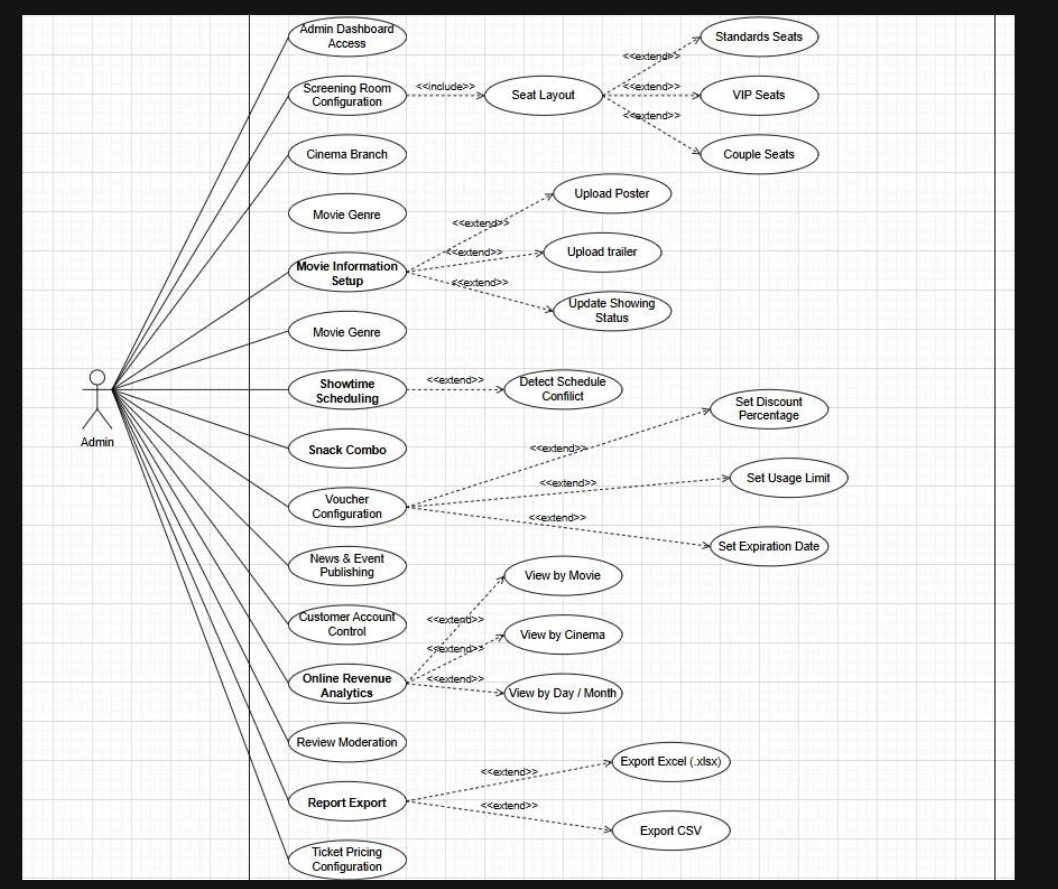 Admin Dashboard
Access
Standards Seats
<<extend>>
Screening Room
Configuration
<<include>>
Seat Layout
<<extend>>
VIP Seats
<<extend>>
Cinema Branch
Couple Seats
Upload Poster
Movie Genre
<<extend>>
Upload trailer
<<extend>>
Movie Information
Setup
<<extend>>
Update Showing
Status
Movie Genre
Showtime
Scheduling
<<extend>>
Detect Schedule
Confilict
Set Discount
Percentage
Admin
Snack Combo
<<extend>>
Set Usage Limit
<<extend>>
Voucher
Configuration
<<extend>>
Set Expiration Date
News & Event
Publishing
View by Movie
Customer Account
Control
<<extend>>
View by Cinema
<<extend>>
Online Revenue
Analytics
<<extend>>
View by Day / Month
Review Moderation
Export Excel (.xlsx)
<<extend>>
Report Export
<<extend>>
Export CSV
Ticket Pricing
Configuration